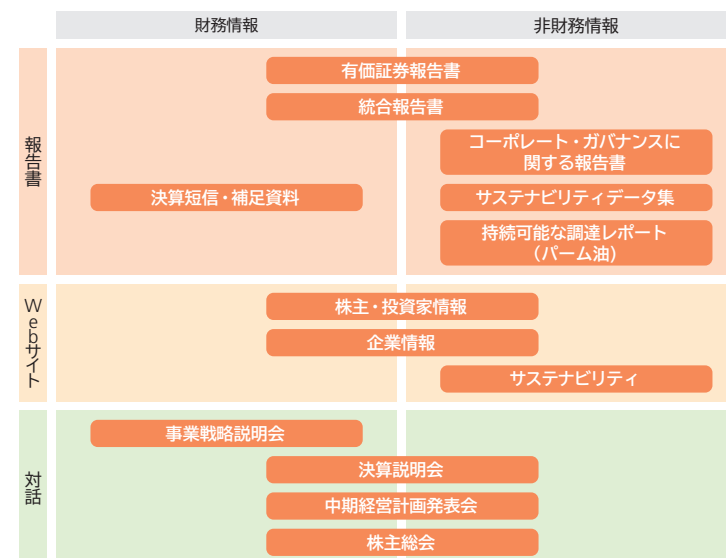 財務情報
非財務情報
報告書
有価証券報告書
統合報告書
コーポレート・ガバナンスに
関する報告書
決算短信・補足資料
サステナビリティデータ集
持続可能な調達レポート
（パーム油)
Webサイト
株主・投資家情報
企業情報
サステナビリティ
対話
事業戦略説明会
決算説明会
中期経営計画発表会
株主総会